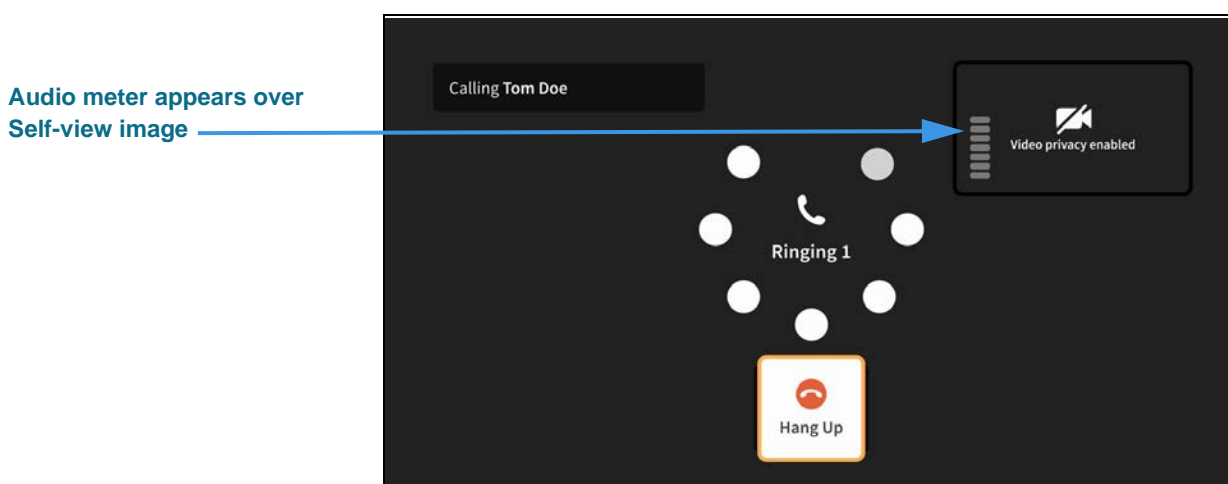 Audio meter appears over
Self-view image
Calling Tom Doe
Video privacy enabled
Ringing 1
Hang Up